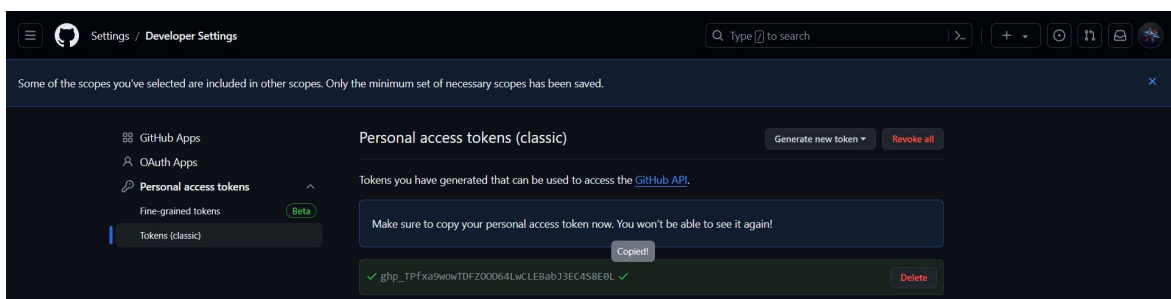 Settings / Developer Settings
Type / to search
Some of the scopes you've selected are included in other scopes. Only the minimum set of necessary scopes has been saved.
GitHub Apps
OAuth Apps
Personal access tokens
Fine-grained tokens Beta
Tokens (classic)
Personal access tokens (classic)
Generate new token
Revoke all
Tokens you have generated that can be used to access the GitHub API.
Make sure to copy your personal access token now. You won't be able to see it again!
Copied!
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
Delete